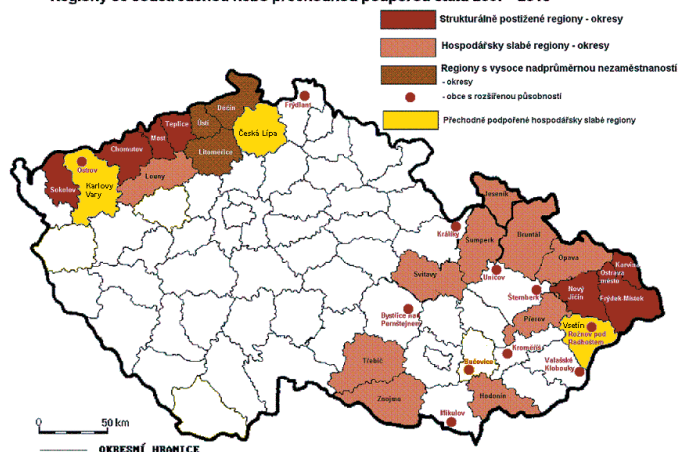 Strukturálně postižené regiony - okresy
Hospodářsky slabé regiony - okresy
Regiony s vysoce nadprůměrnou nezaměstnaností
- okresy
- obce s rozšířenou působností
Přechodně podpořené hospodářsky slabé regiony
Frýdlant
Děčín
Ústí
Teplice
Most
Chomutov
Litoměřice
Česká Lípa
Ostrov
Sokolov
Karlovy
Vary
Louny
Jeseník
Králíky
Šumperk
Bruntál
Opava
Svitavy
Uničov
Karviná
Ostrava
město
Šternberk
Nový
Jičín
Frýdek Místek
Bystřice na
Pernštejnem
Přerov
Vsetín
Rožnov pod
Radhoštěm
Kroměříž
Třebíč
Bučovice
Valašské
Klobouky
Znojmo
Hodonín
Mikulov
0 50 km
OKRESNÍ HRANICE